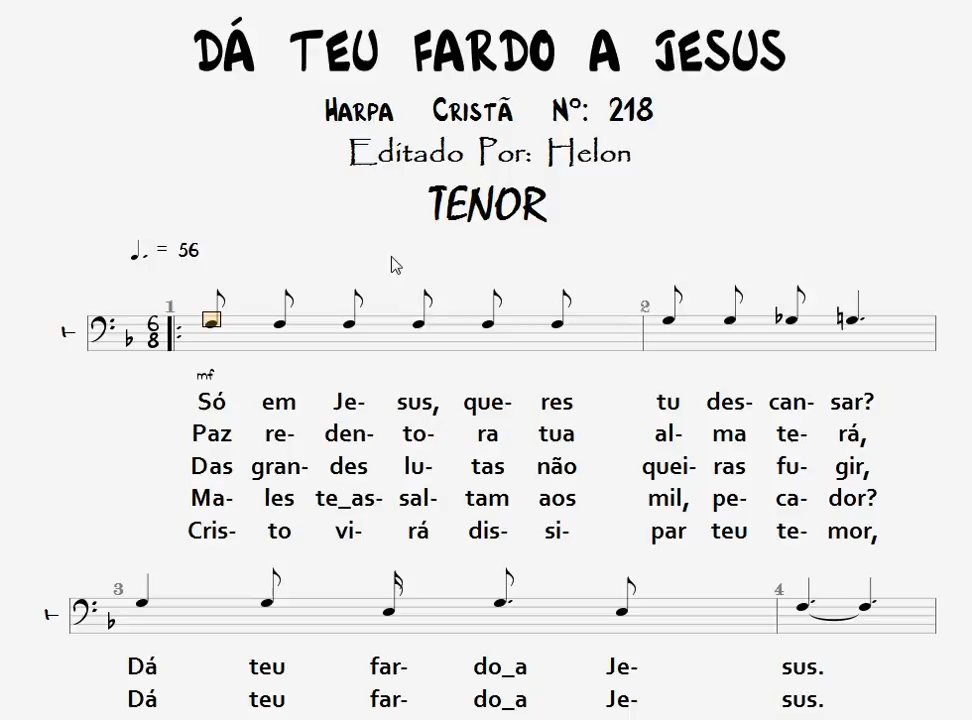 DÁ TEU FARDO A JESUS
HARPA CRISTÃ Nº: 218
Editado Por: Helon
TENOR
= 56
1 2
T
6
8
mf
Só em Je- sus, que- res tu des- can- sar?
Paz re- den- to- ra tua al- ma te- rá,
Das gran- des lu- tas não quei- ras fu- gir,
Ma- les te_as- sal- tam aos mil, pe- ca- dor?
Cris- to vi- rá dis- si- par teu te- mor,
3 4
T
Dá teu far- do_a Je- sus.
Dá teu far- do_a Je- sus.